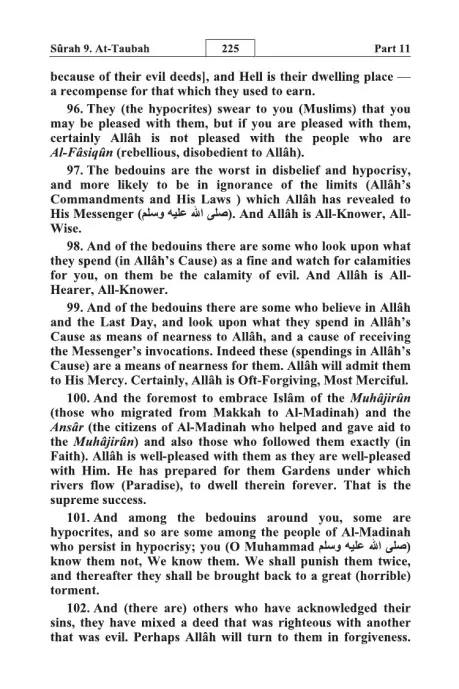 Sûrah 9. At-Taubah 225 Part 11
because of their evil deeds], and Hell is their dwelling place —
a recompense for that which they used to earn.
96. They (the hypocrites) swear to you (Muslims) that you
may be pleased with them, but if you are pleased with them,
certainly Allâh is not pleased with the people who are
Al-Fâsiqûn (rebellious, disobedient to Allâh).
97. The bedouins are the worst in disbelief and hypocrisy,
and more likely to be in ignorance of the limits (Allâh's
Commandments and His Laws ) which Allâh has revealed to
His Messenger (صلى الله عليه وسلم). And Allâh is All-Knower, All-
Wise.
98. And of the bedouins there are some who look upon what
they spend (in Allâh's Cause) as a fine and watch for calamities
for you, on them be the calamity of evil. And Allâh is All-
Hearer, All-Knower.
99. And of the bedouins there are some who believe in Allâh
and the Last Day, and look upon what they spend in Allâh's
Cause as means of nearness to Allâh, and a cause of receiving
the Messenger's invocations. Indeed these (spendings in Allâh's
Cause) are a means of nearness for them. Allâh will admit them
to His Mercy. Certainly, Allâh is Oft-Forgiving, Most Merciful.
100. And the foremost to embrace Islâm of the Muhâjirûn
(those who migrated from Makkah to Al-Madinah) and the
Ansâr (the citizens of Al-Madinah who helped and gave aid to
the Muhâjirûn) and also those who followed them exactly (in
Faith). Allâh is well-pleased with them as they are well-pleased
with Him. He has prepared for them Gardens under which
rivers flow (Paradise), to dwell therein forever. That is the
supreme success.
101. And among the bedouins around you, some are
hypocrites, and so are some among the people of Al-Madinah
who persist in hypocrisy; you (O Muhammad صلى الله عليه وسلم)
know them not, We know them. We shall punish them twice,
and thereafter they shall be brought back to a great (horrible)
torment.
102. And (there are) others who have acknowledged their
sins, they have mixed a deed that was righteous with another
that was evil. Perhaps Allâh will turn to them in forgiveness.